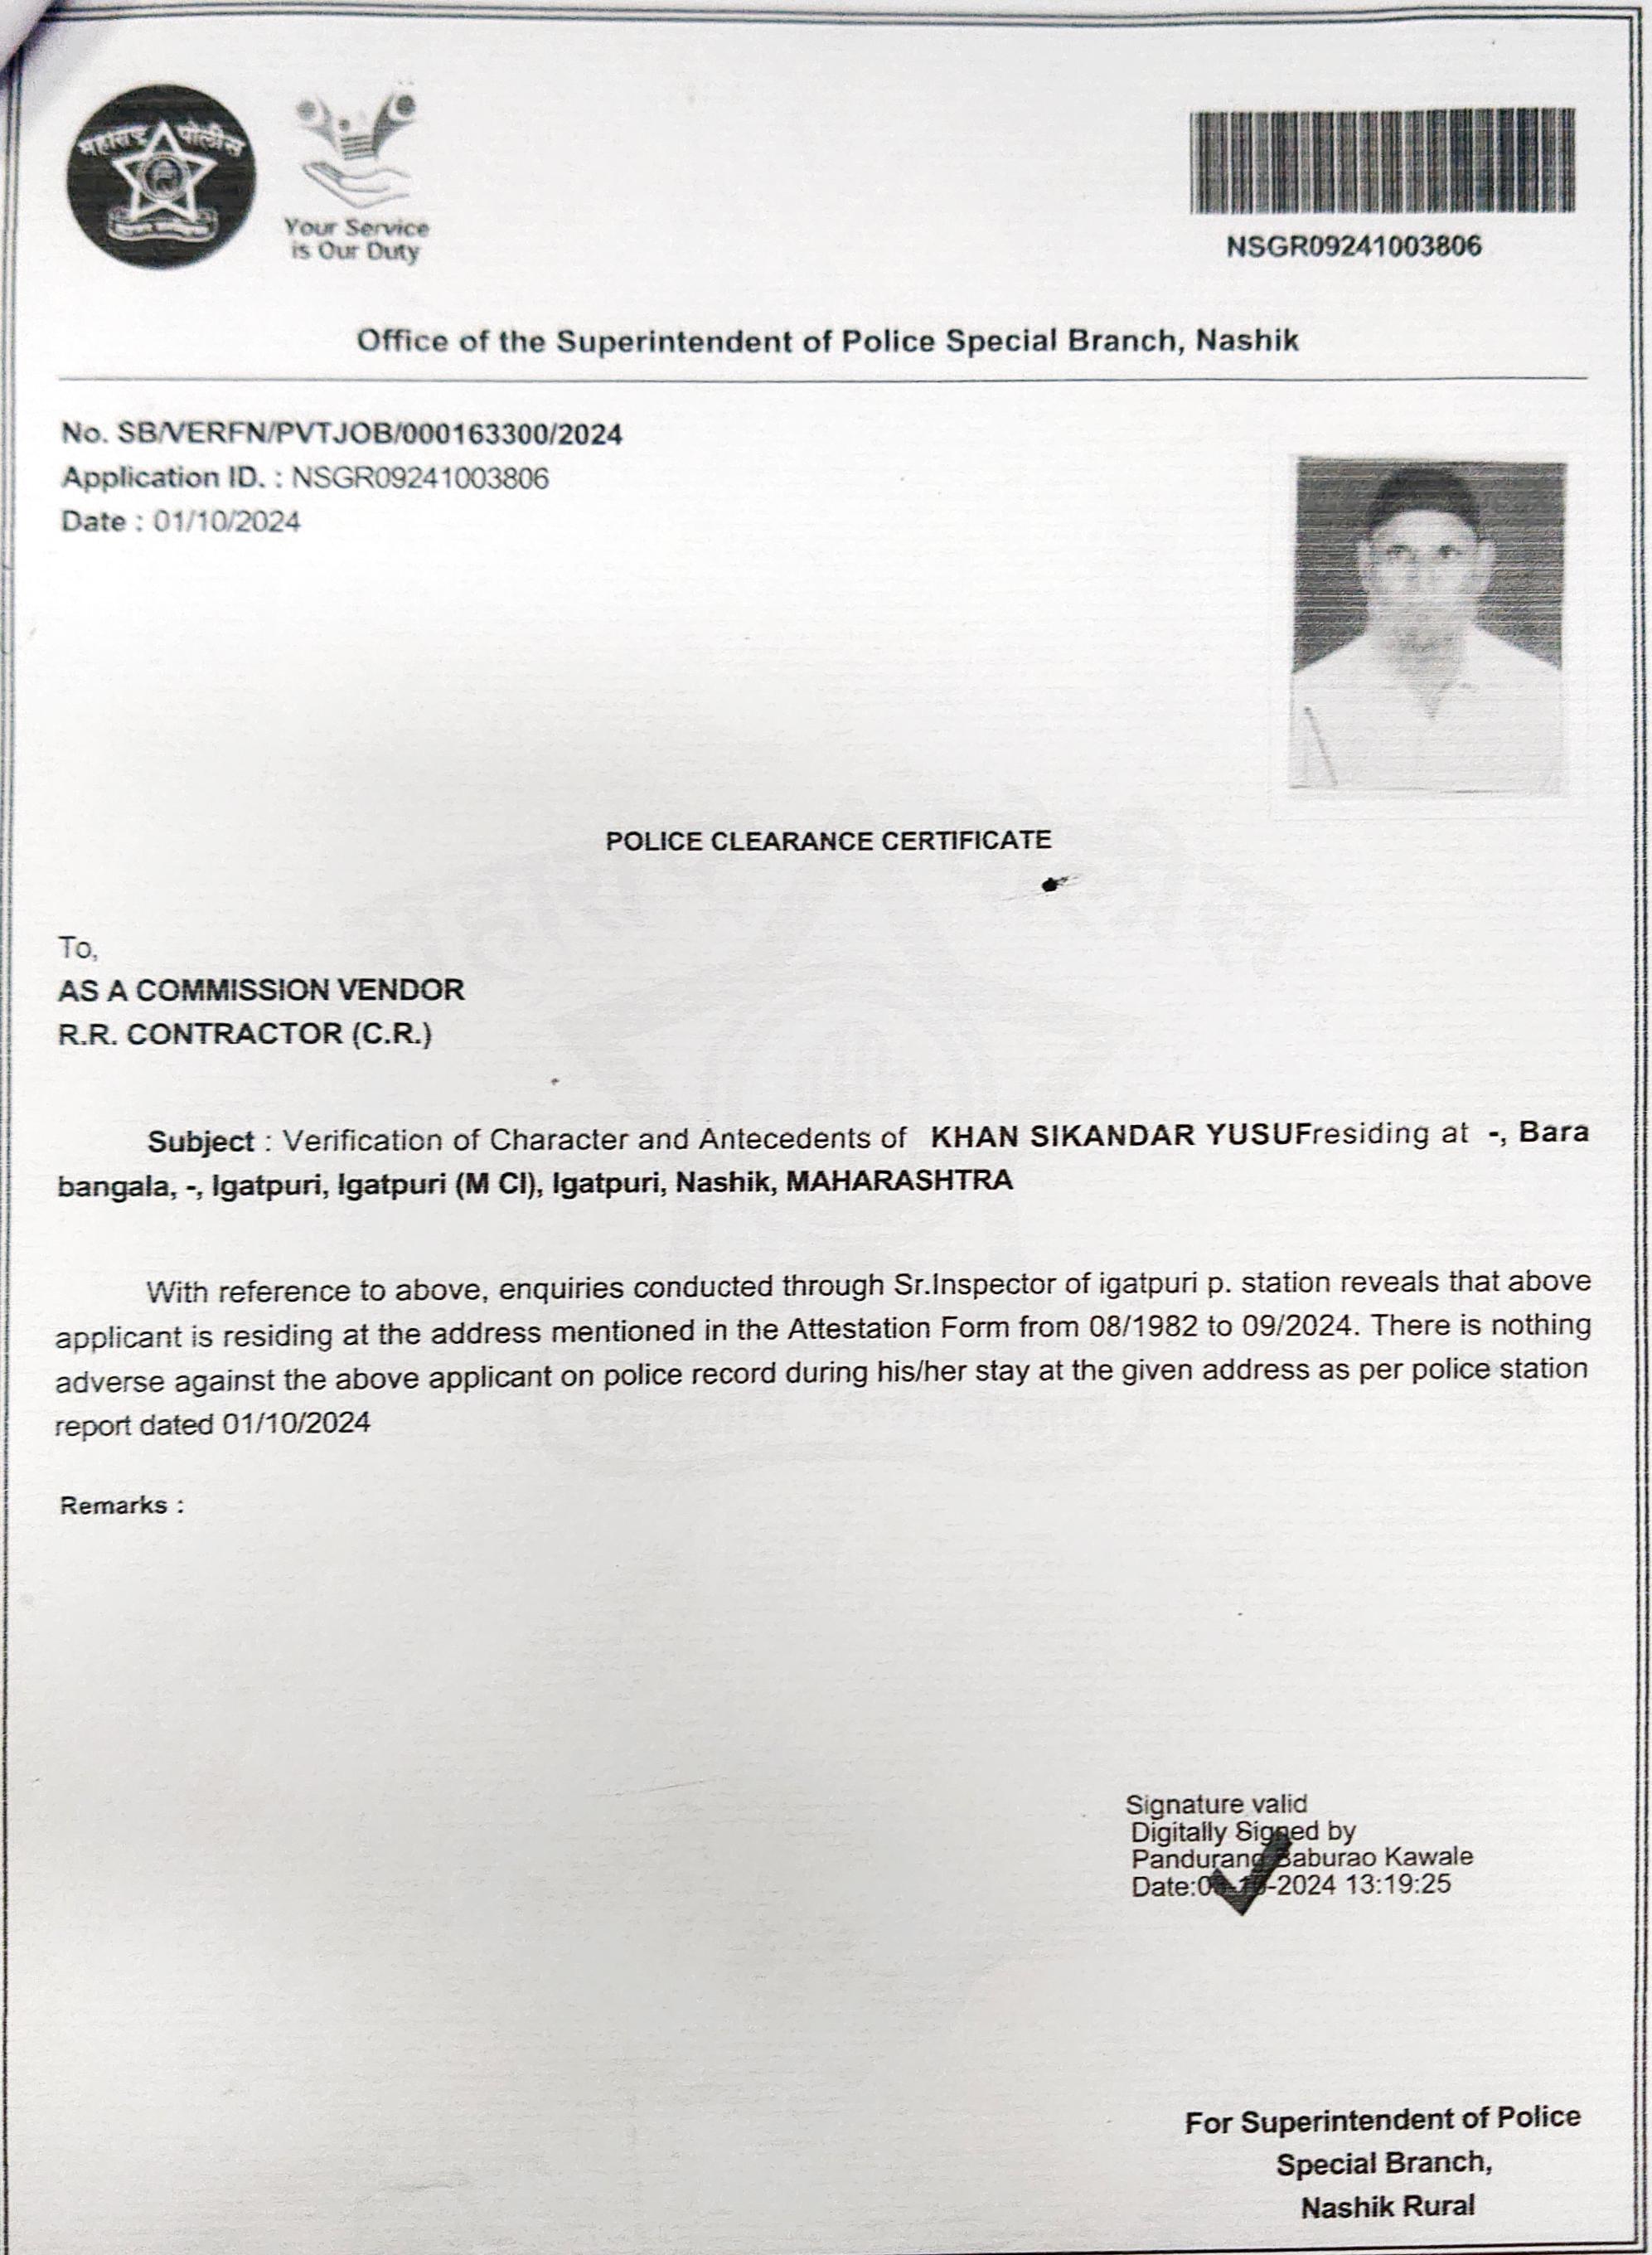 महाराष्ट्र पोलीस
Your Service
is Our Duty
NSGR09241003806
Office of the Superintendent of Police Special Branch, Nashik
No. SB/VERFN/PVTJOB/000163300/2024
Application ID. : NSGR09241003806
Date : 01/10/2024
POLICE CLEARANCE CERTIFICATE
To,
AS A COMMISSION VENDOR
R.R. CONTRACTOR (C.R.)
Subject : Verification of Character and Antecedents of KHAN SIKANDAR YUSUFresiding at -, Bara
bangala, -, Igatpuri, Igatpuri (M Cl), Igatpuri, Nashik, MAHARASHTRA
With reference to above, enquiries conducted through Sr.Inspector of igatpuri p. station reveals that above
applicant is residing at the address mentioned in the Attestation Form from 08/1982 to 09/2024. There is nothing
adverse against the above applicant on police record during his/her stay at the given address as per police station
report dated 01/10/2024
Remarks :
Signature valid
Digitally Signed by
Pandurang Baburao Kawale
Date: -2024 13:19:25
For Superintendent of Police
Special Branch,
Nashik Rural